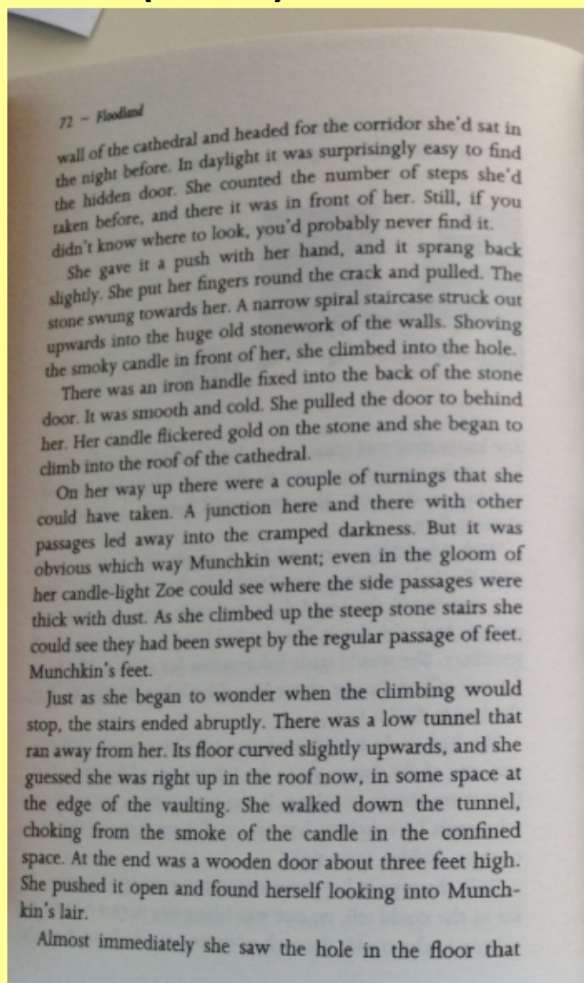 72 ~ Floodland
wall of the cathedral and headed for the corridor she'd sat in
the night before. In daylight it was surprisingly easy to find
the hidden door. She counted the number of steps she'd
taken before, and there it was in front of her. Still, if you
didn't know where to look, you'd probably never find it.
She gave it a push with her hand, and it sprang back
slightly. She put her fingers round the crack and pulled. The
stone swung towards her. A narrow spiral staircase struck out
upwards into the huge old stonework of the walls. Shoving
the smoky candle in front of her, she climbed into the hole.
There was an iron handle fixed into the back of the stone
door. It was smooth and cold. She pulled the door to behind
her. Her candle flickered gold on the stone and she began to
climb into the roof of the cathedral.
On her way up there were a couple of turnings that she
could have taken. A junction here and there with other
passages led away into the cramped darkness. But it was
obvious which way Munchkin went; even in the gloom of
her candle-light Zoe could see where the side passages were
thick with dust. As she climbed up the steep stone stairs she
could see they had been swept by the regular passage of feet.
Munchkin's feet.
Just as she began to wonder when the climbing would
stop, the stairs ended abruptly. There was a low tunnel that
ran away from her. Its floor curved slightly upwards, and she
guessed she was right up in the roof now, in some space at
the edge of the vaulting. She walked down the tunnel,
choking from the smoke of the candle in the confined
space. At the end was a wooden door about three feet high.
She pushed it open and found herself looking into Munch-
kin's lair.
Almost immediately she saw the hole in the floor that